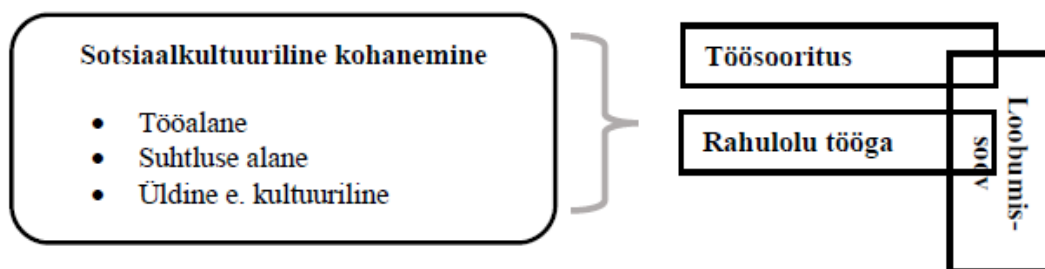 Sotsiaalkultuuriline kohanemine
• Tööalane
• Suhtluse alane
• Üldine e. kultuuriline
Töösooritus
Rahulolu tööga
Loobumis-
soov